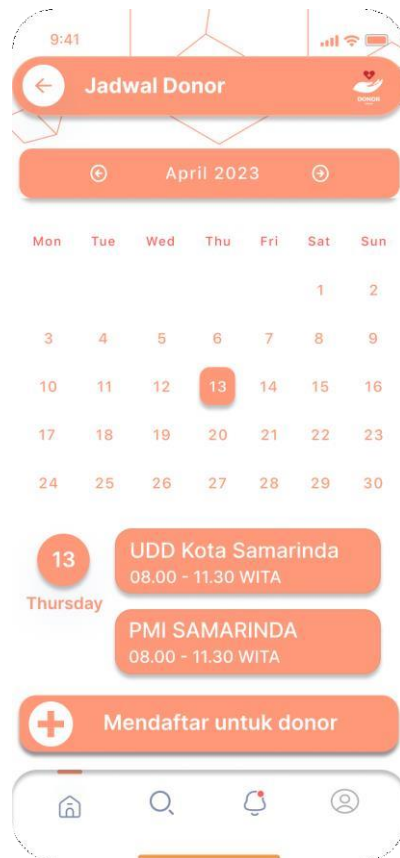 9:41
Jadwal Donor
DONOR
April 2023
Mon Tue Wed Thu Fri Sat Sun
1 2
3 4 5 6 7 8 9
10 11 12 13 14 15 16
17 18 19 20 21 22 23
24 25 26 27 28 29 30
13
Thursday
UDD Kota Samarinda
08.00 - 11.30 WITA
PMI SAMARINDA
08.00 - 11.30 WITA
Mendaftar untuk donor